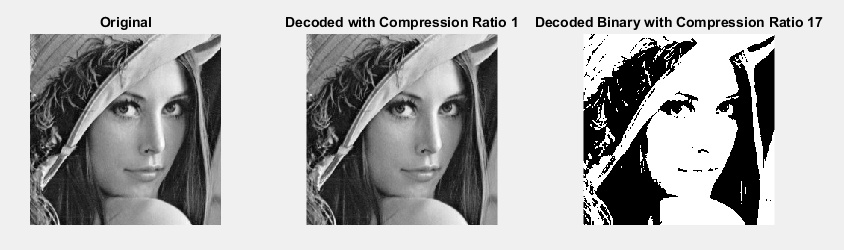 Original
Decoded with Compression Ratio 1
Decoded Binary with Compression Ratio 17